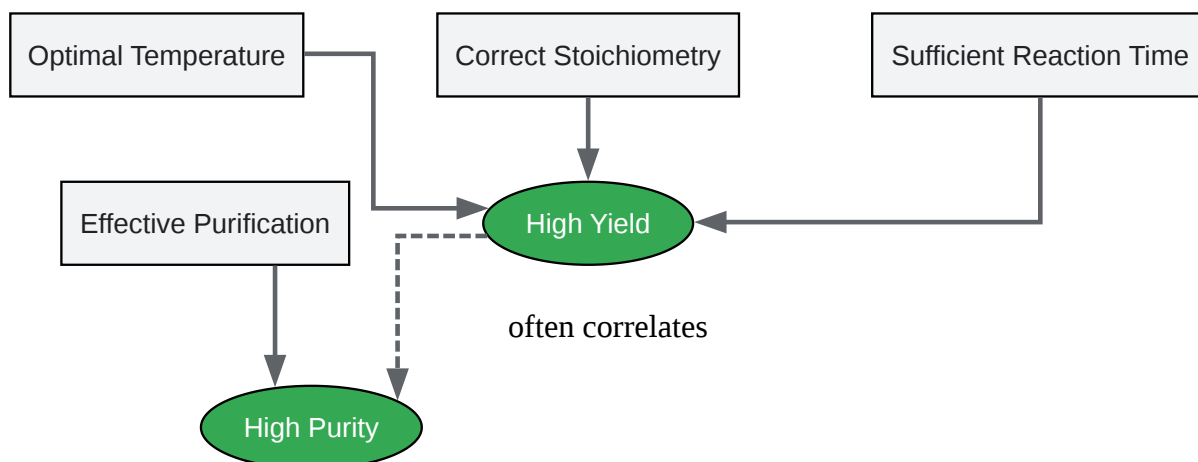 Optimal Temperature
Correct Stoichiometry
Sufficient Reaction Time
Effective Purification
High Yield
often correlates
High Purity